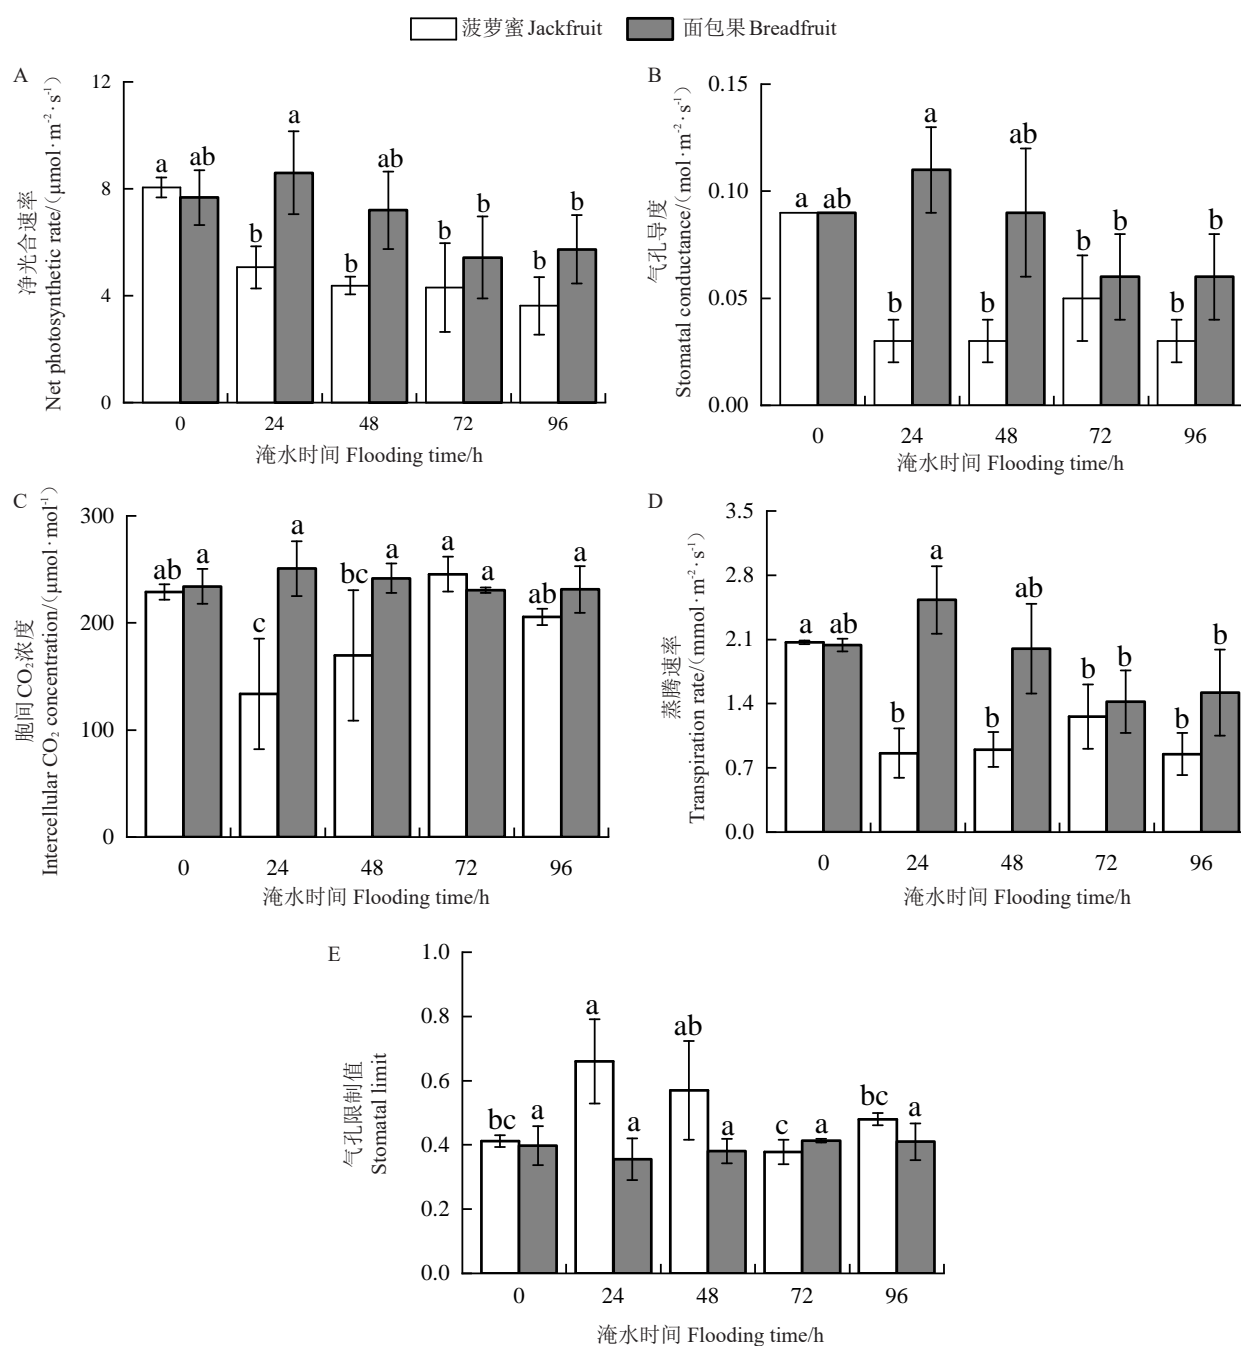 菠萝蜜 Jackfruit 面包果 Breadfruit
A
净光合速率
Net photosynthetic rate/(μmol·m⁻²·s⁻¹)
12
8
4
0
a ab b a b ab b b b b
0 24 48 72 96
淹水时间 Flooding time/h
B
气孔导度
Stomatal conductance/(mol·m⁻²·s⁻¹)
0.15
0.10
0.05
0.00
a ab b a b ab b b b b
0 24 48 72 96
淹水时间 Flooding time/h
C
胞间 CO₂浓度
Intercellular CO₂ concentration/(μmol·mol⁻¹)
300
200
100
0
ab a c a bc a a a ab a
0 24 48 72 96
淹水时间 Flooding time/h
D
蒸腾速率
Transpiration rate/(mmol·m⁻²·s⁻¹)
3.5
2.8
2.1
1.4
0.7
0.0
a ab b a b ab b b b b
0 24 48 72 96
淹水时间 Flooding time/h
E
气孔限制值
Stomatal limit
1.0
0.8
0.6
0.4
0.2
0.0
bc a a a ab a c a bc a
0 24 48 72 96
淹水时间 Flooding time/h